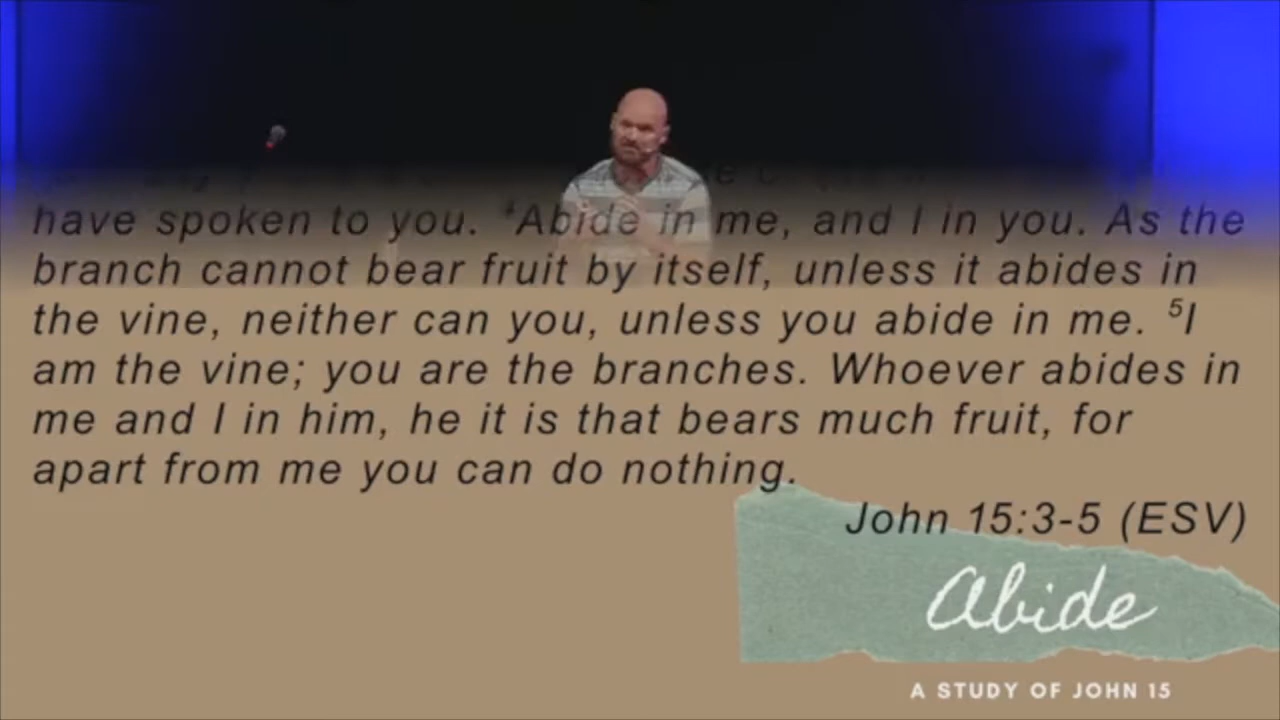 have spoken to you. ⁴Abide in me, and I in you. As the
branch cannot bear fruit by itself, unless it abides in
the vine, neither can you, unless you abide in me. ⁵I
am the vine; you are the branches. Whoever abides in
me and I in him, he it is that bears much fruit, for
apart from me you can do nothing.
John 15:3-5 (ESV)
Abide
A STUDY OF JOHN 15